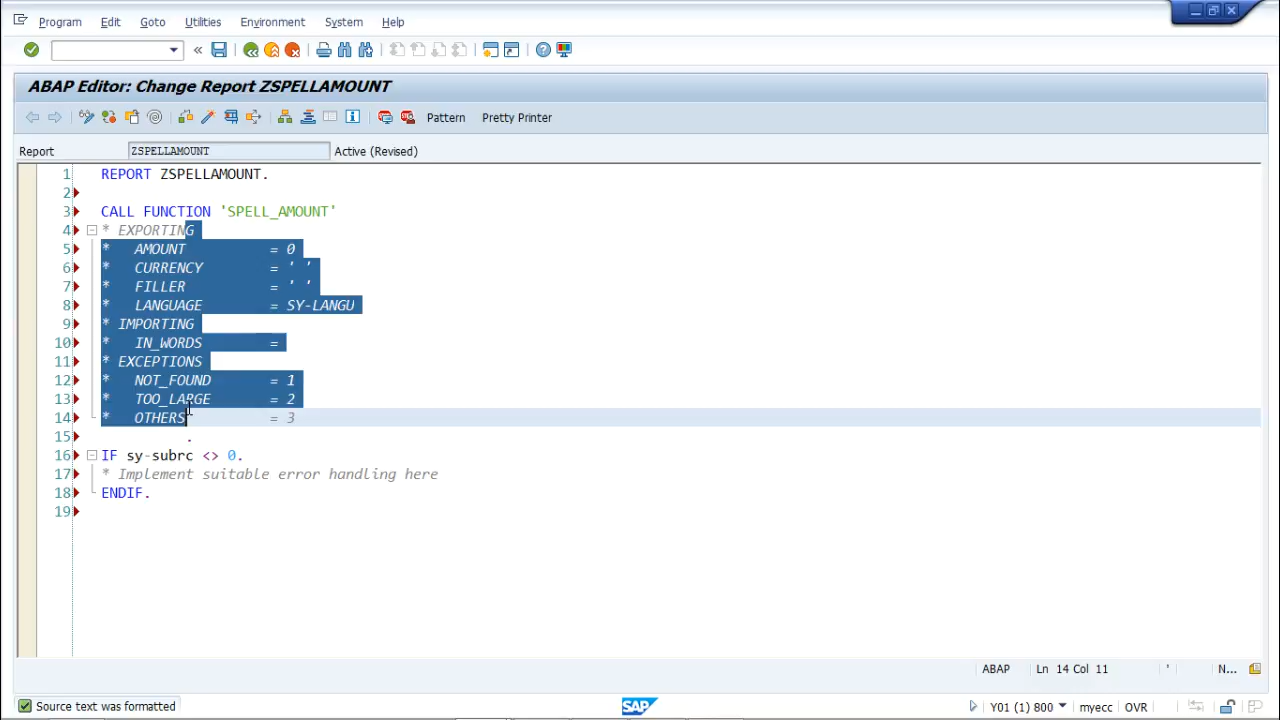 Program Edit Goto Utilities Environment System Help
ABAP Editor: Change Report ZSPELLAMOUNT
Pattern Pretty Printer
Report ZSPELLAMOUNT Active (Revised)
1 REPORT ZSPELLAMOUNT.
2
3 CALL FUNCTION 'SPELL_AMOUNT'
4 * EXPORTING
5 * AMOUNT = 0
6 * CURRENCY = ' '
7 * FILLER = ' '
8 * LANGUAGE = SY-LANGU
9 * IMPORTING
10 * IN_WORDS =
11 * EXCEPTIONS
12 * NOT_FOUND = 1
13 * TOO_LARGE = 2
14 * OTHERS = 3
15 .
16 IF sy-subrc <> 0.
17 * Implement suitable error handling here
18 ENDIF.
19
ABAP Ln 14 Col 11 ' N...
Source text was formatted SAP Y01 (1) 800 myecc OVR